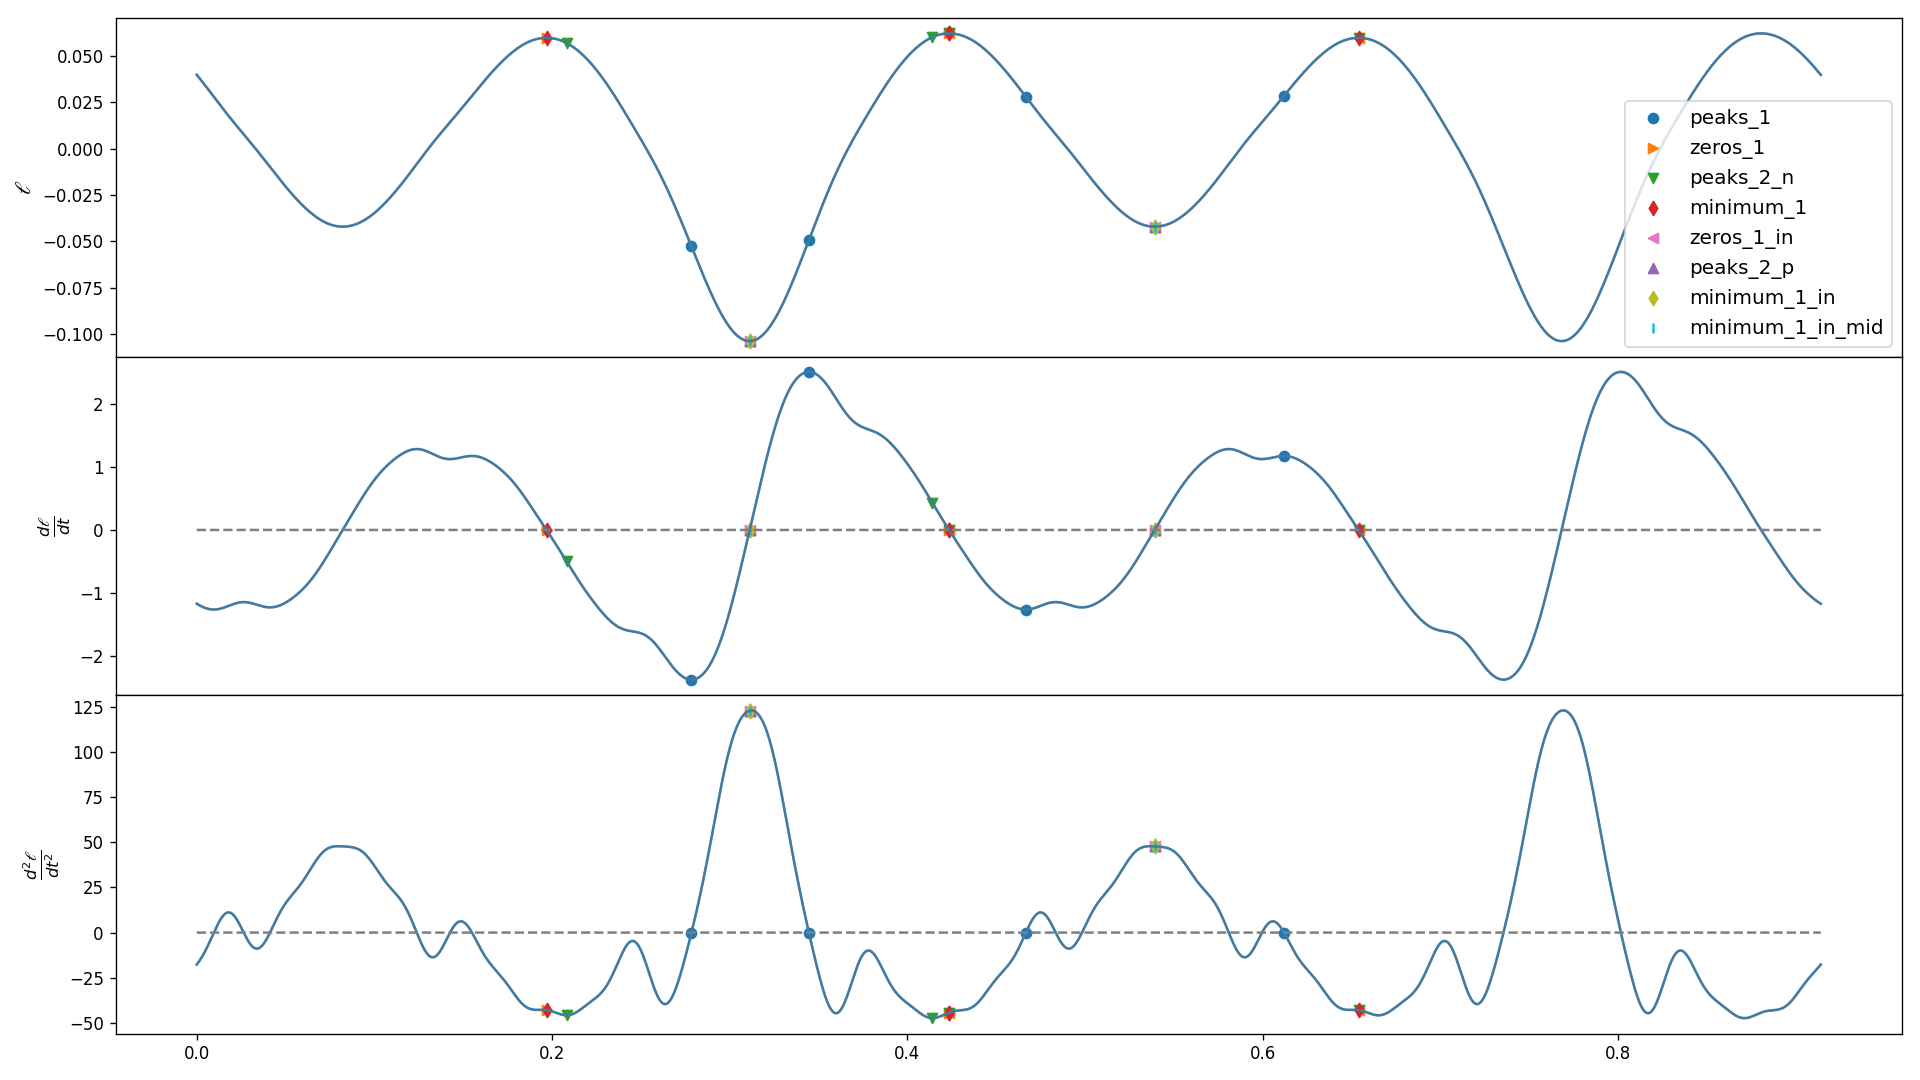 0.050
0.025
0.000
−0.025
−0.050
−0.075
−0.100
ℓ
peaks_1
zeros_1
peaks_2_n
minimum_1
zeros_1_in
peaks_2_p
minimum_1_in
minimum_1_in_mid
2
1
0
−1
−2
dℓ
dt
125
100
75
50
25
0
−25
−50
d²ℓ
dt²
0.0 0.2 0.4 0.6 0.8